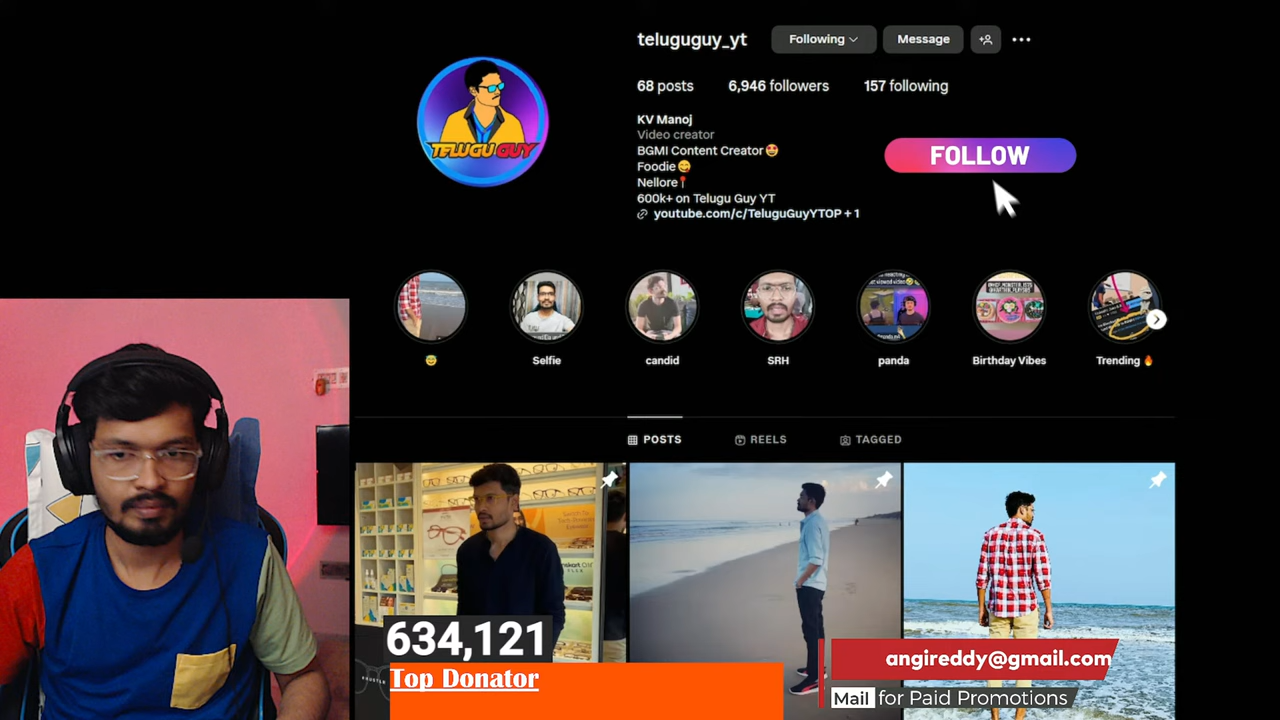 teluguguy_yt
Following
Message
68 posts
6,946 followers
157 following
KV Manoj
Video creator
BGMI Content Creator🤩
Foodie😋
Nellore📍
600k+ on Telugu Guy YT
youtube.com/c/TeluguGuyYTOP + 1
FOLLOW
TELUGU GUY
😇
Selfie
candid
SRH
panda
Birthday Vibes
Trending 🔥
POSTS
REELS
TAGGED
634,121
Top Donator
angireddy@gmail.com
Mail for Paid Promotions